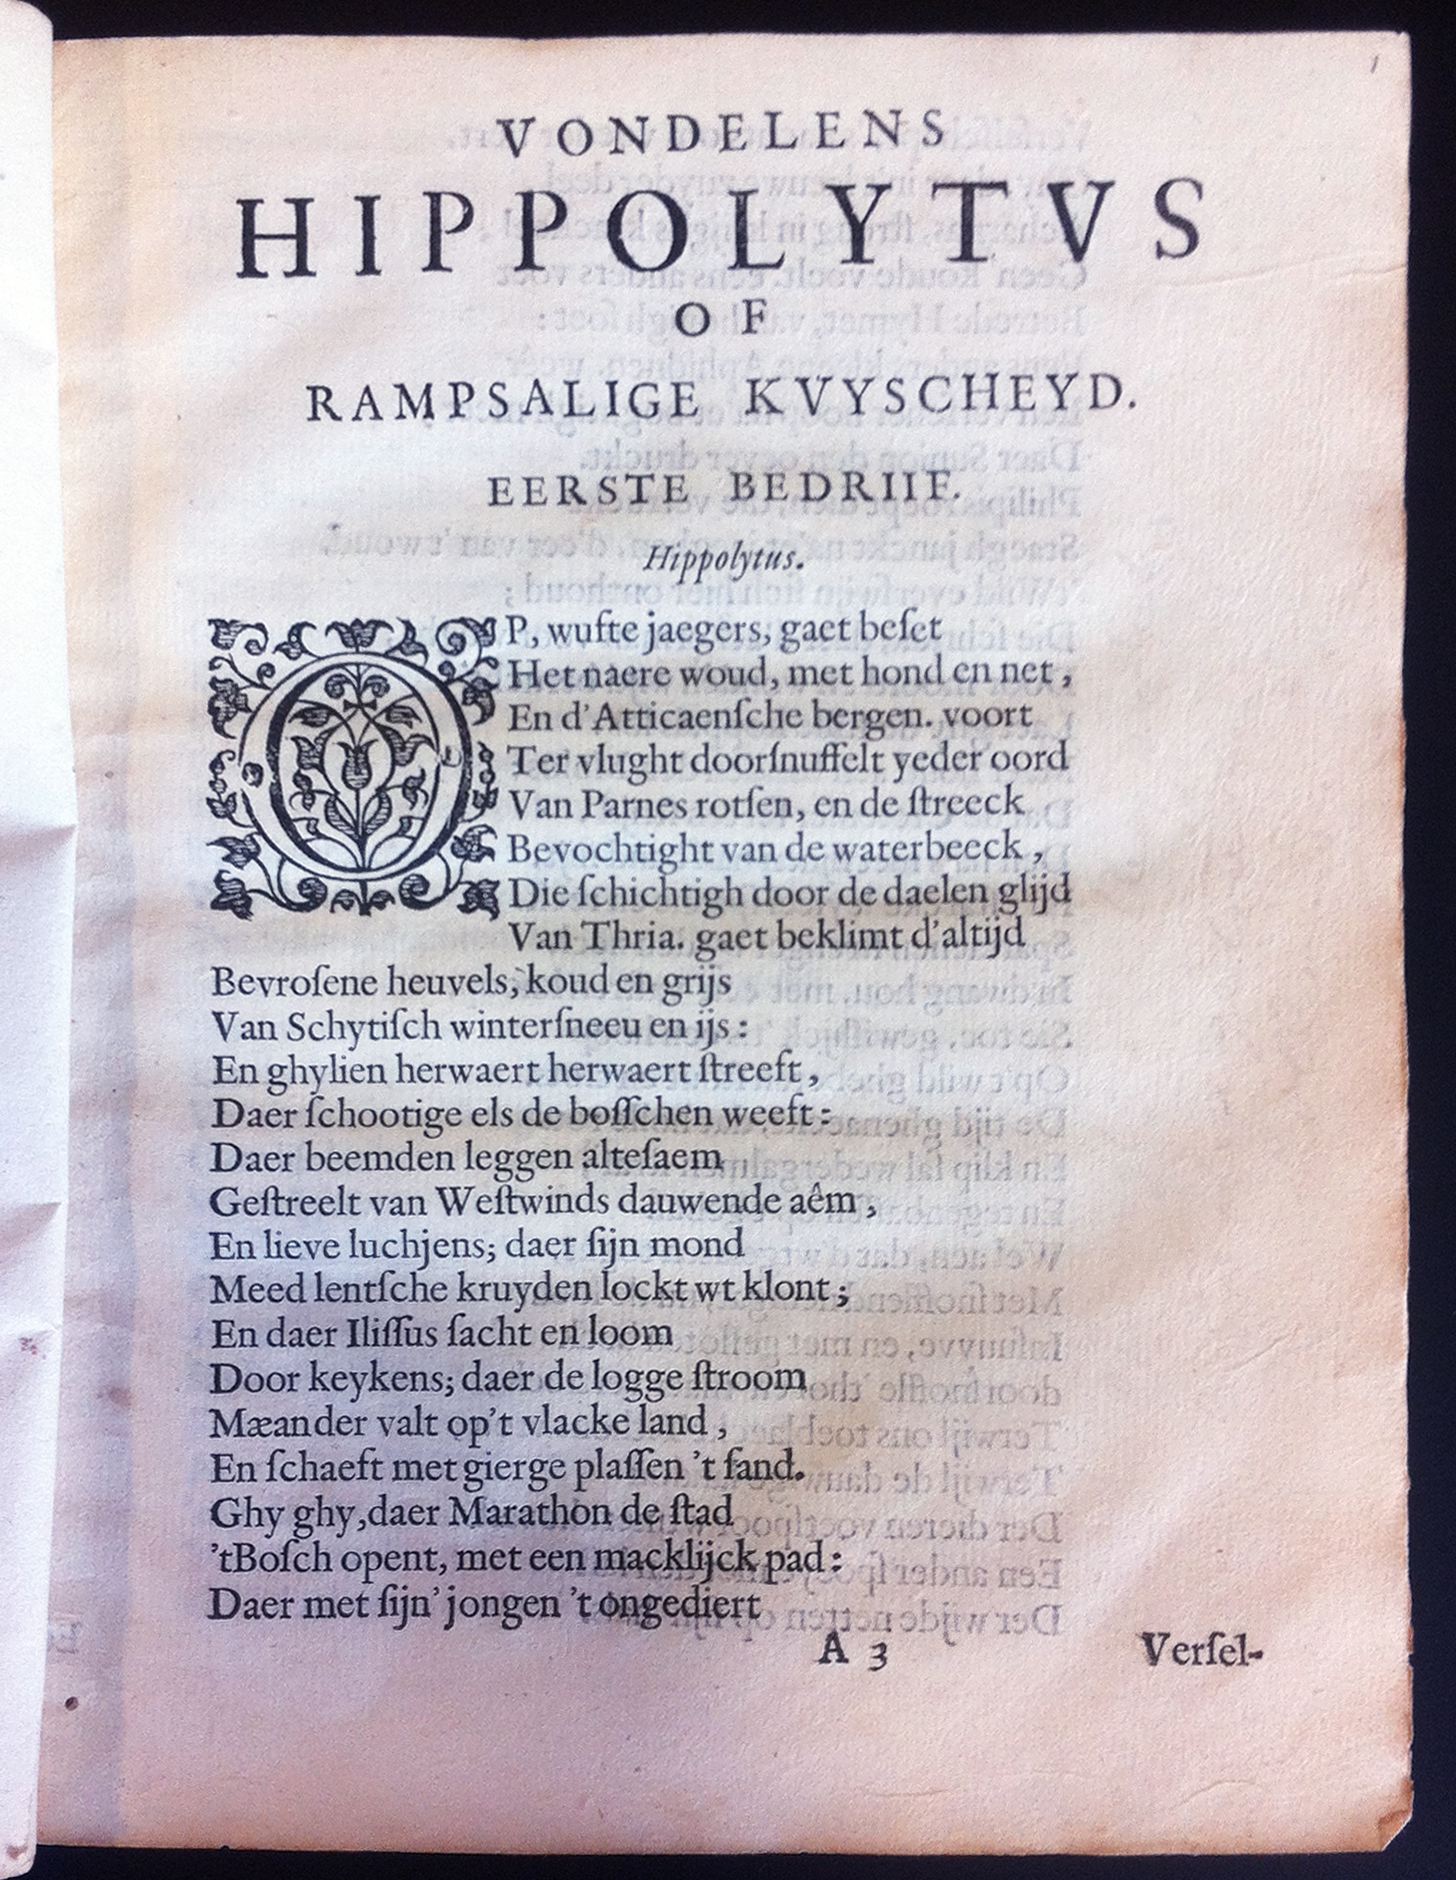 1
VONDELENS
HIPPOLYTVS
OF
RAMPSALIGE KVYSCHEYD.
EERSTE BEDRIIF.
Hippolytus.
OP, wufte jaegers, gaet beſet
Het naere woud, met hond en net,
En d'Atticaenſche bergen. voort
Ter vlught doorſnuffelt yeder oord
Van Parnes rotſen, en de ſtreeck
Bevochtight van de waterbeeck,
Die ſchichtigh door de daelen glijd
Van Thria. gaet beklimt d'altijd
Bevroſene heuvels, koud en grijs
Van Schytiſch winterſneeu en ijs:
En ghylien herwaert herwaert ſtreeft,
Daer ſchootige els de boſſchen weeft:
Daer beemden leggen alteſaem
Geſtreelt van Weſtwinds dauwende aêm,
En lieve luchjens; daer ſijn mond
Meed lentſche kruyden lockt wt klont;
En daer Iliſſus ſacht en loom
Door keykens; daer de logge ſtroom
Mæander valt op't vlacke land,
En ſchaeft met gierge plaſſen 't ſand.
Ghy ghy, daer Marathon de ſtad
'tBoſch opent, met een macklijck pad:
Daer met ſijn' jongen 't ongediert
A 3
Verſel-